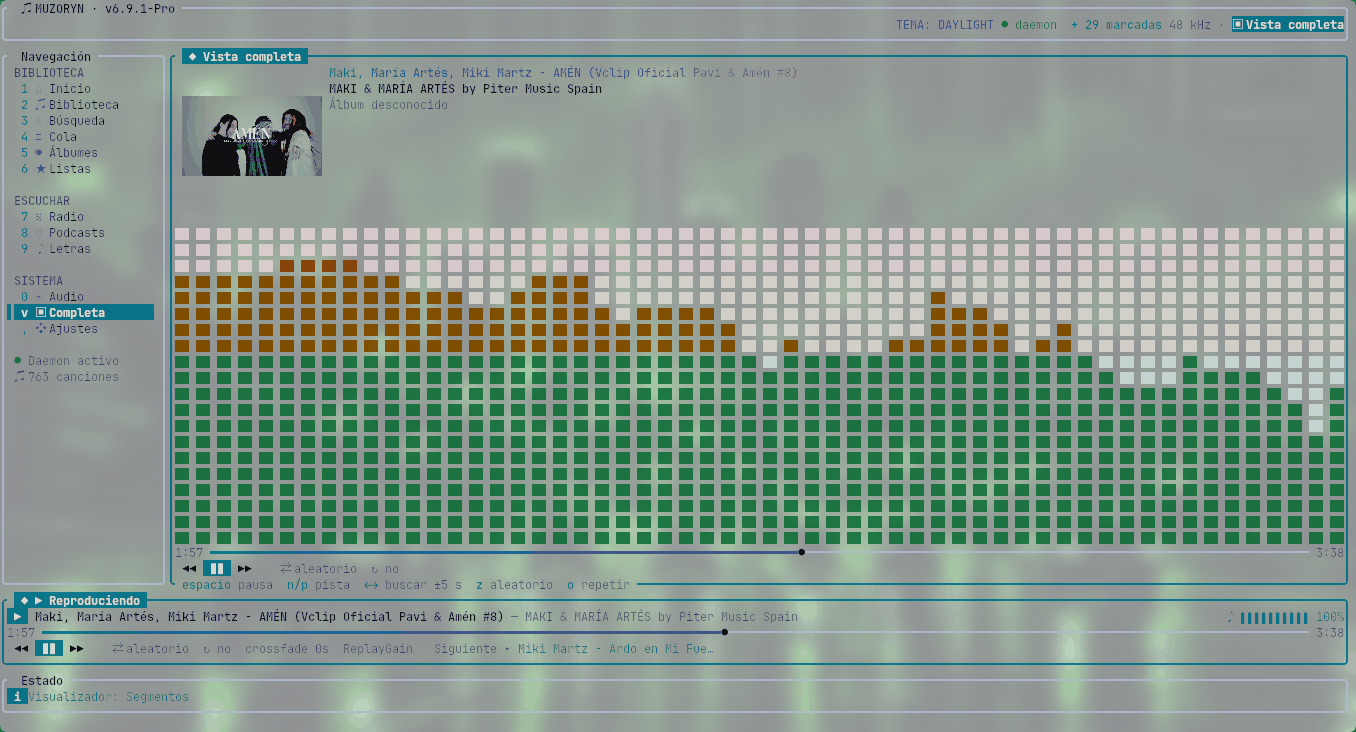 MUZORYN · v6.9.1-Pro
TEMA: DAYLIGHT ● daemon + 29 marcadas 48 kHz · Vista completa
Navegación
BIBLIOTECA
1 Inicio
2 Biblioteca
3 Búsqueda
4 Cola
5 Álbumes
6 Listas
ESCUCHAR
7 Radio
8 Podcasts
9 Letras
SISTEMA
0 Audio
v Completa
, Ajustes
● Daemon activo
763 canciones
◆ Vista completa
Maki, María Artés, Miki Martz - AMÉN (Vclip Oficial Pavi & Amén #8)
MAKI & MARÍA ARTÉS by Piter Music Spain
Álbum desconocido
AMÉN
1:57 3:38
aleatorio no
espacio pausa n/p pista ↔ buscar ±5 s z aleatorio o repetir
◆ ▶ Reproduciendo
▶ Maki, María Artés, Miki Martz - AMÉN (Vclip Oficial Pavi & Amén #8) — MAKI & MARÍA ARTÉS by Piter Music Spain 100%
1:57 3:38
aleatorio no crossfade 0s ReplayGain Siguiente · Miki Martz - Ardo en Mi Fue…
Estado
i Visualizador: Segmentos